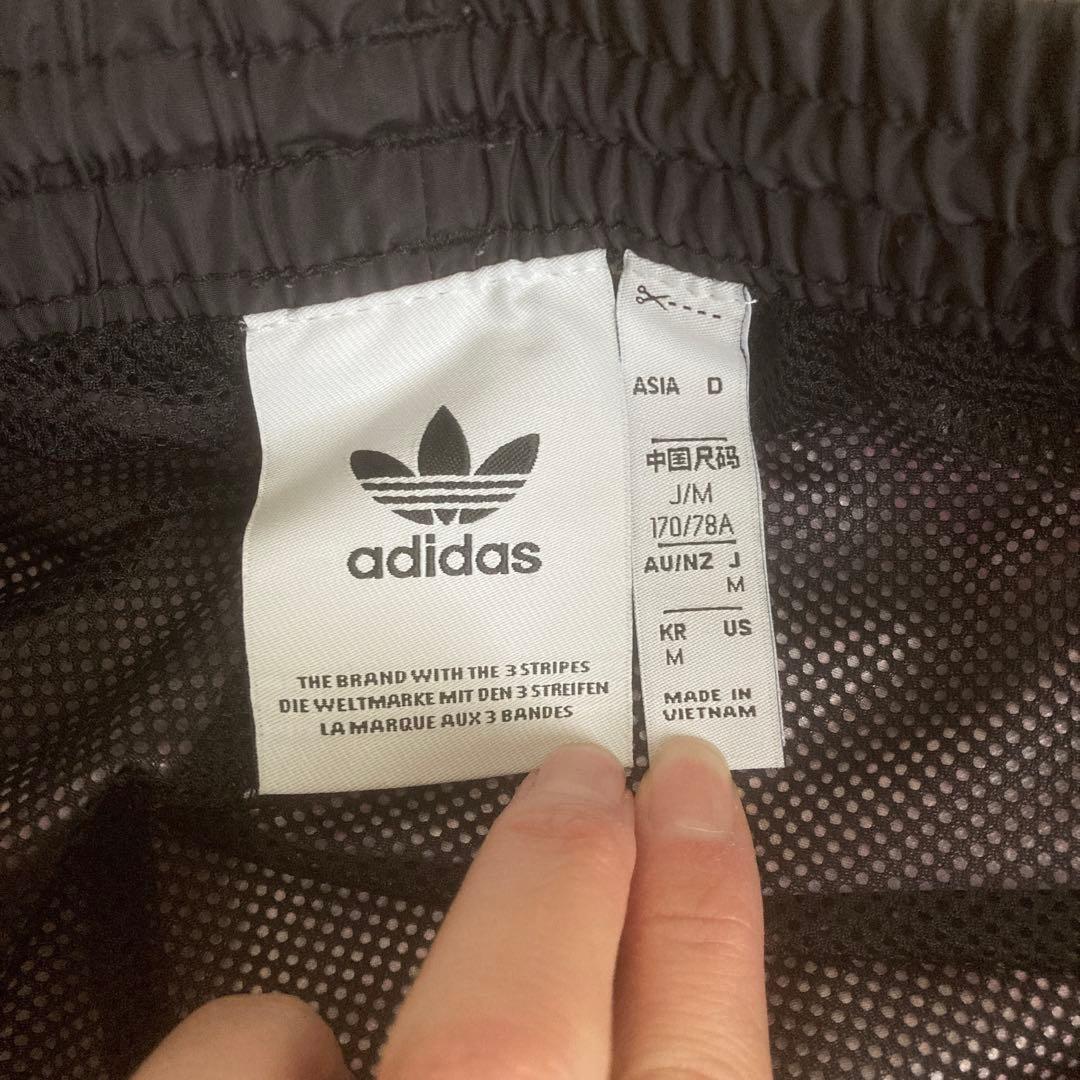 adidas
THE BRAND WITH THE 3 STRIPES
DIE WELTMARKE MIT DEN 3 STREIFEN
LA MARQUE AUX 3 BANDES
ASIA D
中国尺码
J/M
170/78A
AU/NZ J
M
KR US
M
MADE IN
VIETNAM